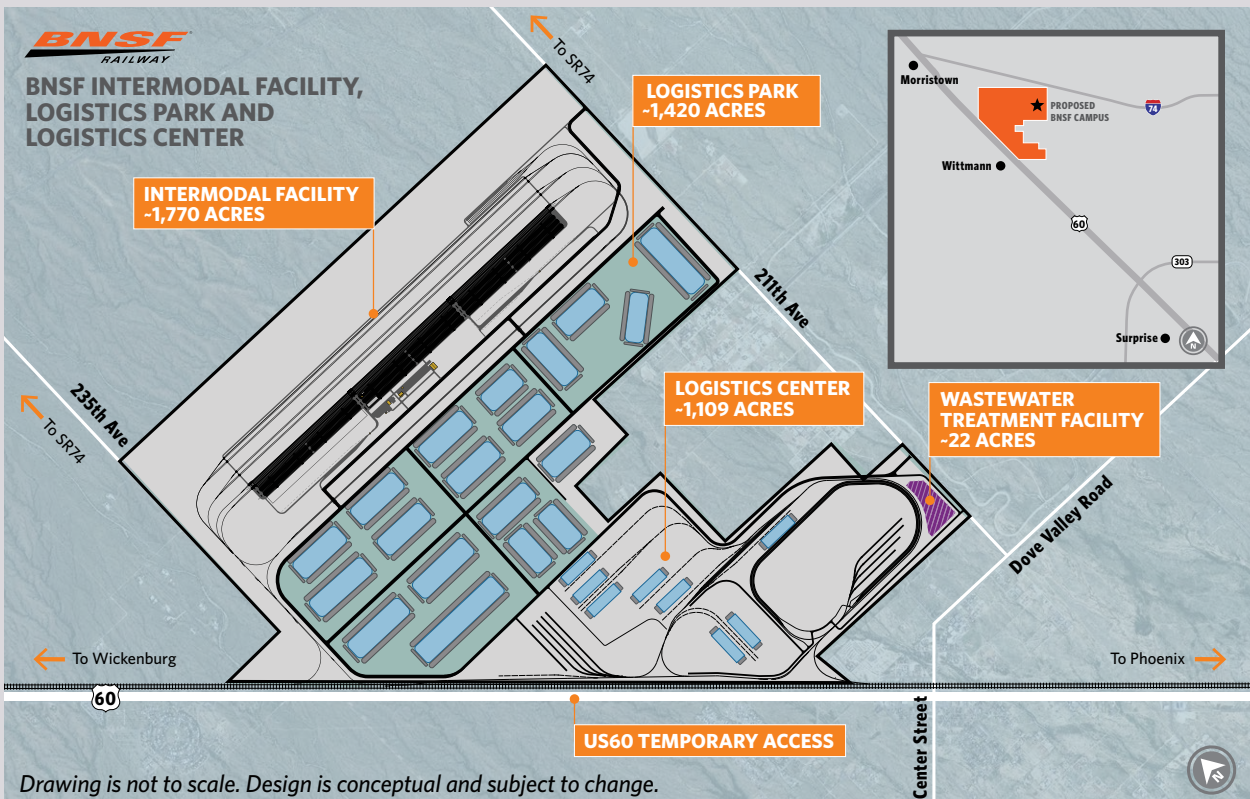 BNSF
RAILWAY
BNSF INTERMODAL FACILITY,
LOGISTICS PARK AND
LOGISTICS CENTER
To SR74
LOGISTICS PARK
~1,420 ACRES
INTERMODAL FACILITY
~1,770 ACRES
Morristown
PROPOSED
BNSF CAMPUS
74
Wittmann
60
303
Surprise
N
211th Ave
235th Ave
To SR74
LOGISTICS CENTER
~1,109 ACRES
WASTEWATER
TREATMENT FACILITY
~22 ACRES
Dove Valley Road
To Wickenburg
To Phoenix
60
US60 TEMPORARY ACCESS
Center Street
Drawing is not to scale. Design is conceptual and subject to change.
N